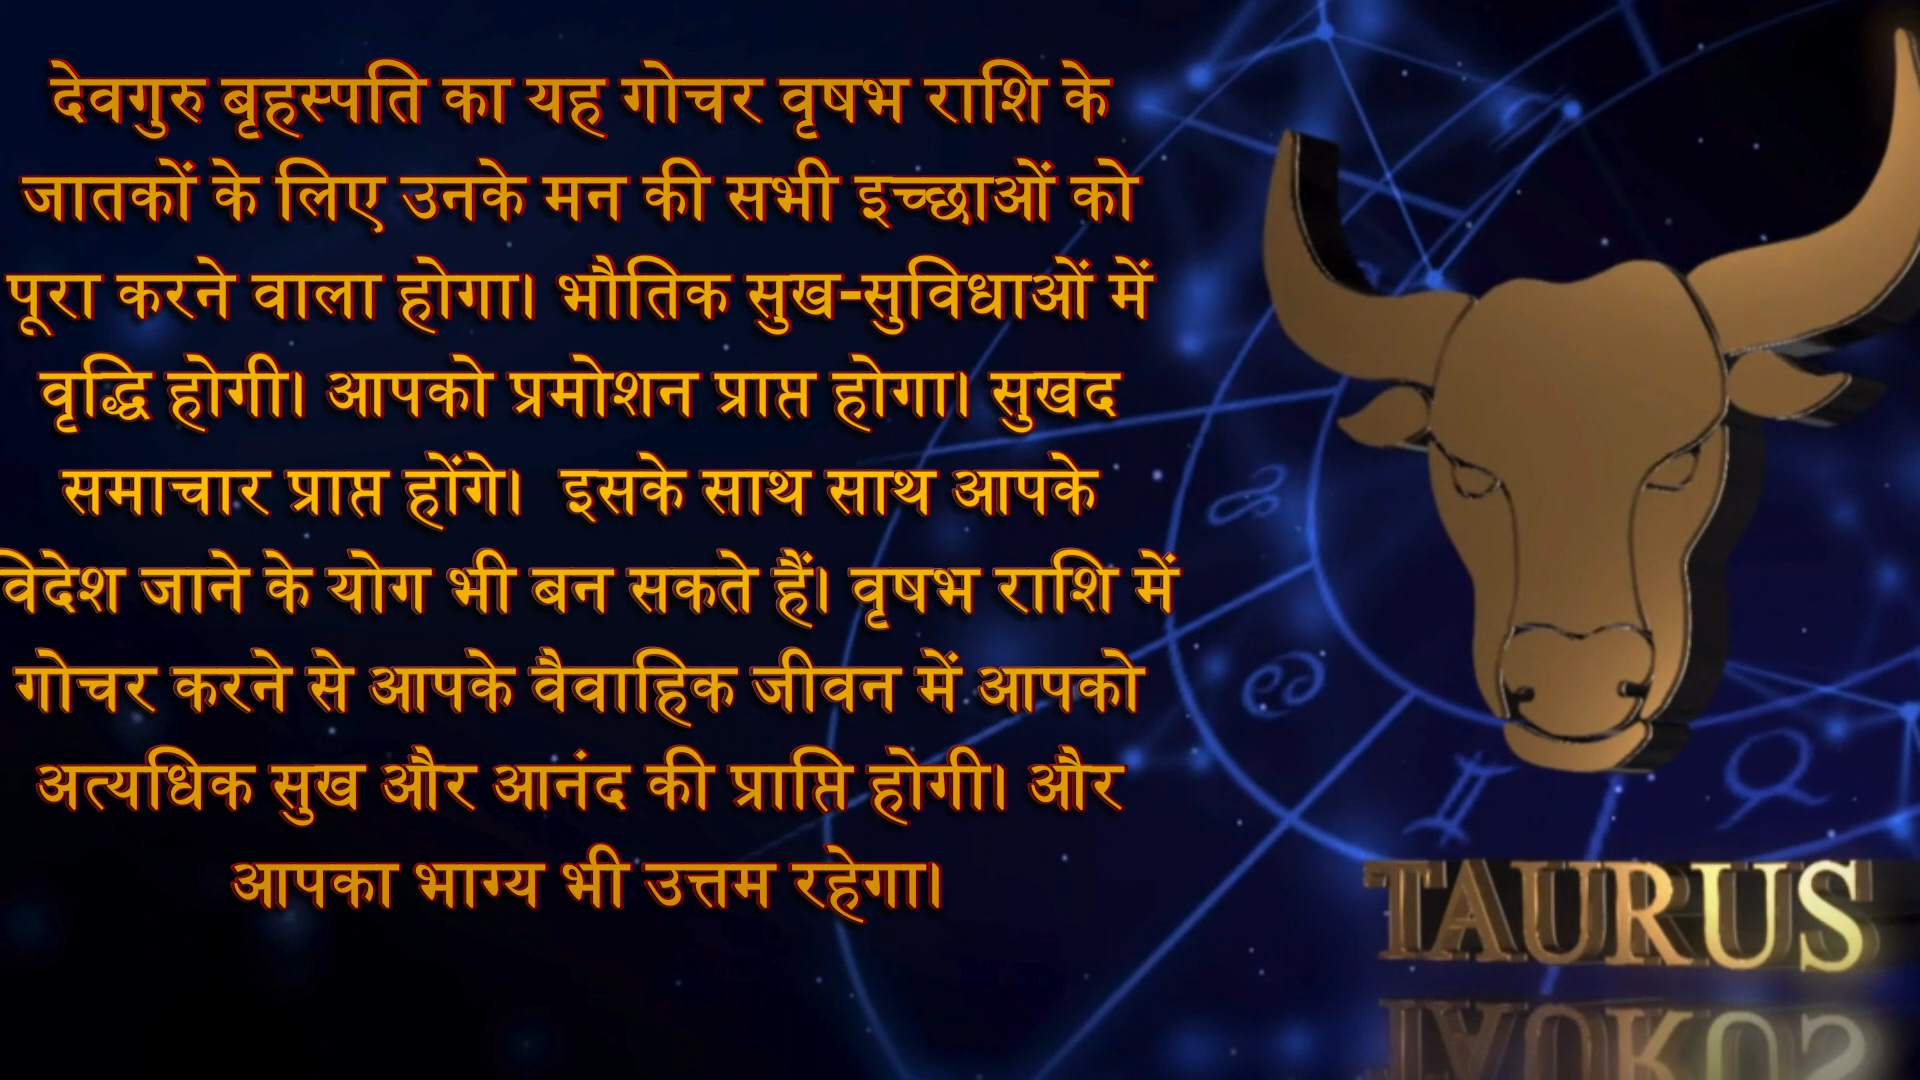 देवगुरु बृहस्पति का यह गोचर वृषभ राशि के
जातकों के लिए उनके मन की सभी इच्छाओं को
पूरा करने वाला होगा। भौतिक सुख-सुविधाओं में
वृद्धि होगी। आपको प्रमोशन प्राप्त होगा। सुखद
समाचार प्राप्त होंगे।  इसके साथ साथ आपके
विदेश जाने के योग भी बन सकते हैं। वृषभ राशि में
गोचर करने से आपके वैवाहिक जीवन में आपको
अत्यधिक सुख और आनंद की प्राप्ति होगी। और
आपका भाग्य भी उत्तम रहेगा।
TAURUS